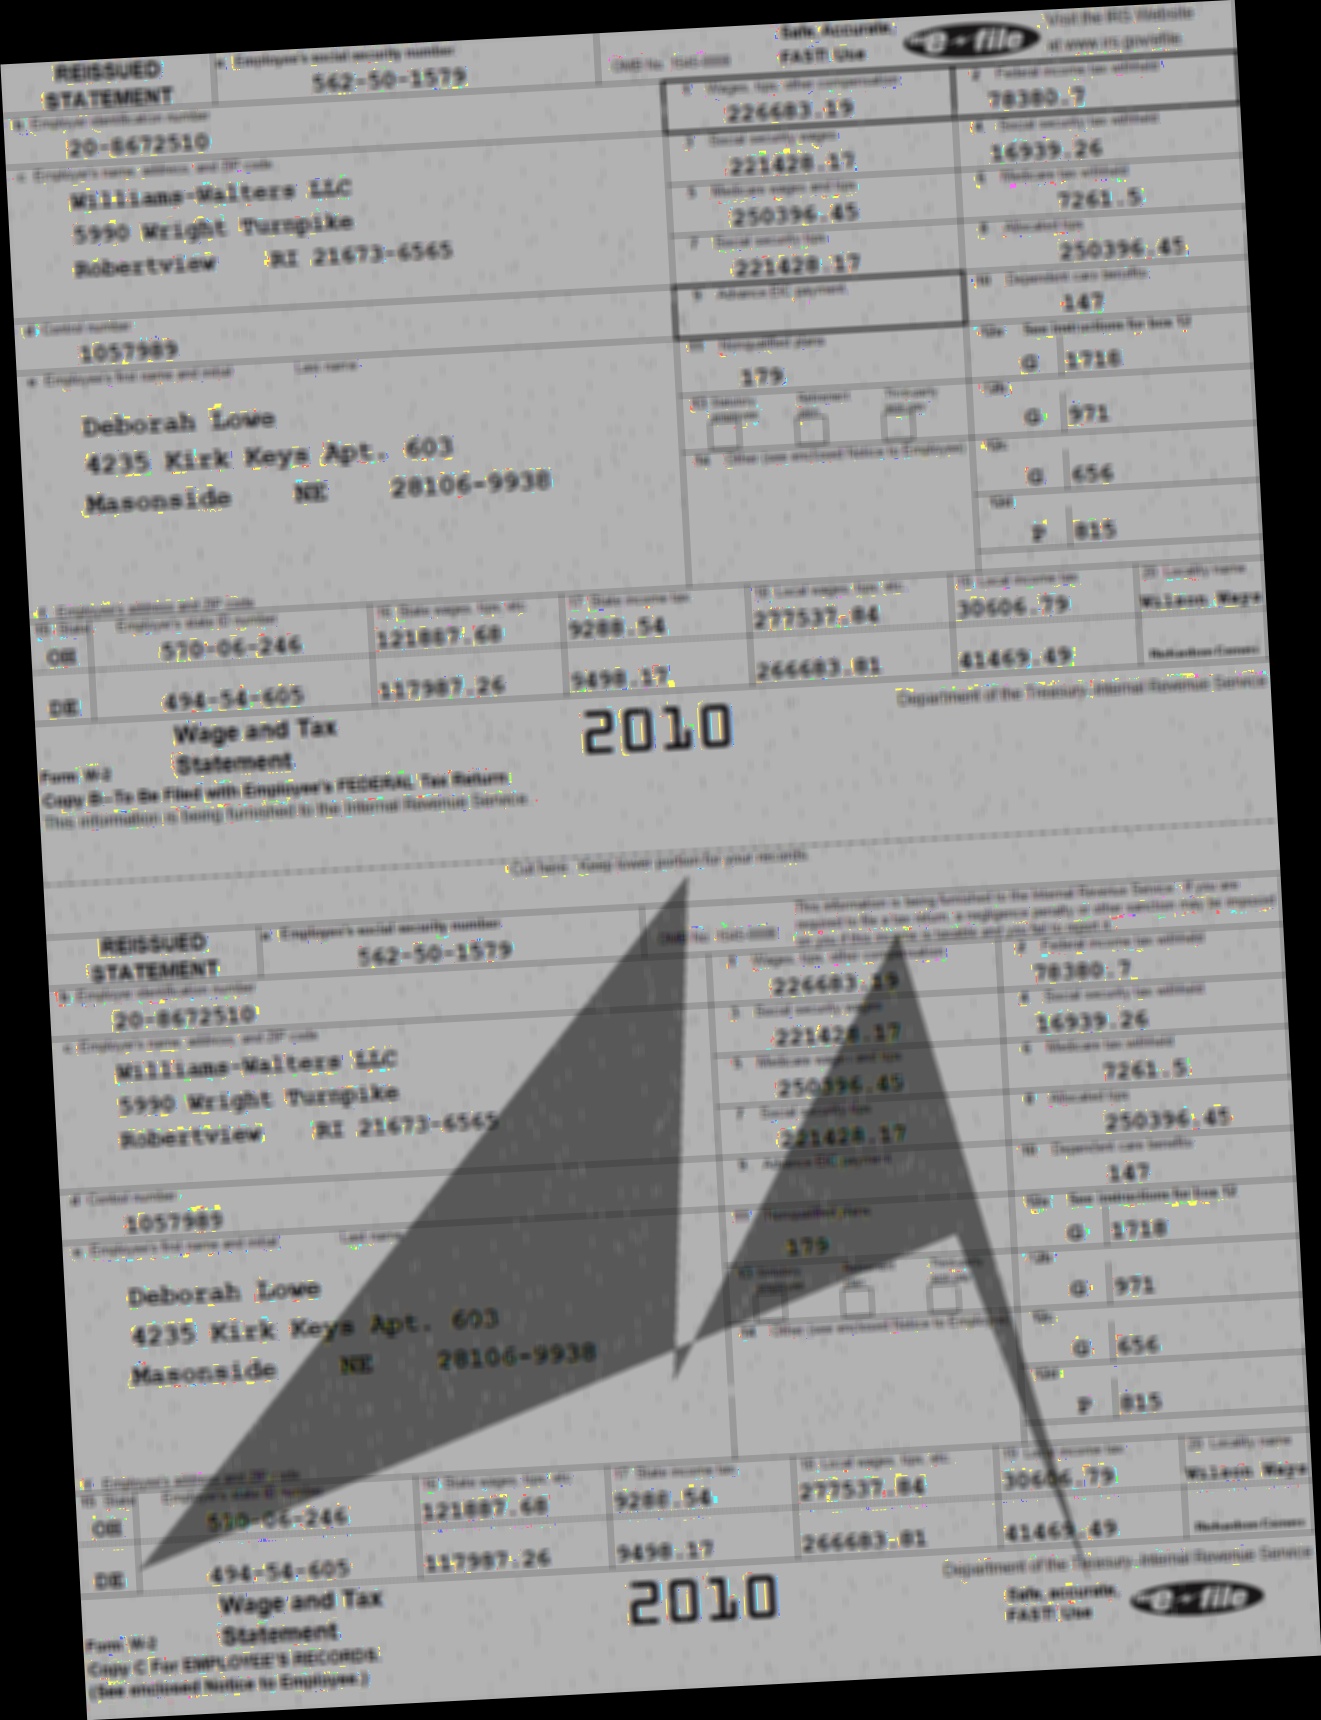 REISSUED STATEMENT
a Employee's social security number
562-50-1579
OMB No. 1545-0008
Safe, Accurate, FAST! Use
e-file
Visit the IRS Website at www.irs.gov/efile.
b Employer identification number
20-8672510
1 Wages, tips, other compensation
226683.19
2 Federal income tax withheld
78380.7
c Employer's name, address, and ZIP code
Williams-Walters LLC
5990 Wright Turnpike
Robertview RI 21673-6565
3 Social security wages
221428.17
4 Social security tax withheld
16939.26
5 Medicare wages and tips
250396.45
6 Medicare tax withheld
7261.5
7 Social security tips
221428.17
8 Allocated tips
250396.45
9 Advance EIC payment
10 Dependent care benefits
147
d Control number
1057989
11 Nonqualified plans
179
12a See instructions for box 12
G 1718
e Employee's first name and initial Last name
Deborah Lowe
4235 Kirk Keys Apt. 603
Masonside NE 28106-9938
13 Statutory employee Retirement plan Third-party sick pay
12b
G 971
14 Other (see enclosed Notice to Employee)
12c
G 656
12d
P 815
f Employee's address and ZIP code
15 State Employer's state ID number
16 State wages, tips, etc.
17 State income tax
18 Local wages, tips, etc.
19 Local income tax
20 Locality name
OH 570-06-246 121887.68 9288.54 277537.84 30606.79 Wilson Ways
DE 494-54-605 117987.26 9498.17 266683.81 41469.49
Wage and Tax Statement
2010
Department of the Treasury-Internal Revenue Service
Form W-2
Copy B--To Be Filed with Employee's FEDERAL Tax Return
This information is being furnished to the Internal Revenue Service.
Cut here. Keep lower portion for your records.
REISSUED STATEMENT
a Employee's social security number
562-50-1579
OMB No. 1545-0008
This information is being furnished to the Internal Revenue Service. If you are
required to file a tax return, a negligence penalty or other sanction may be imposed
on you if this income is taxable and you fail to report it.
b Employer identification number
20-8672510
1 Wages, tips, other compensation
226683.19
2 Federal income tax withheld
78380.7
c Employer's name, address, and ZIP code
Williams-Walters LLC
5990 Wright Turnpike
Robertview RI 21673-6565
3 Social security wages
221428.17
4 Social security tax withheld
16939.26
5 Medicare wages and tips
250396.45
6 Medicare tax withheld
7261.5
7 Social security tips
221428.17
8 Allocated tips
250396.45
9 Advance EIC payment
10 Dependent care benefits
147
d Control number
1057989
11 Nonqualified plans
179
12a See instructions for box 12
G 1718
e Employee's first name and initial Last name
Deborah Lowe
4235 Kirk Keys Apt. 603
Masonside NE 28106-9938
13 Statutory employee Retirement plan Third-party sick pay
12b
G 971
14 Other (see enclosed Notice to Employee)
12c
G 656
12d
P 815
f Employee's address and ZIP code
15 State Employer's state ID number
16 State wages, tips, etc.
17 State income tax
18 Local wages, tips, etc.
19 Local income tax
20 Locality name
OH 510-06-246 121887.68 9288.54 277537.84 30606.79 Wilson Ways
DE 494-54-605 117987.26 9498.17 266683.81 41469.49
Wage and Tax Statement
2010
Department of the Treasury-Internal Revenue Service
Safe, accurate, FAST! Use
e-file
Form W-2
Copy C For EMPLOYEE'S RECORDS
(See enclosed Notice to Employee.)